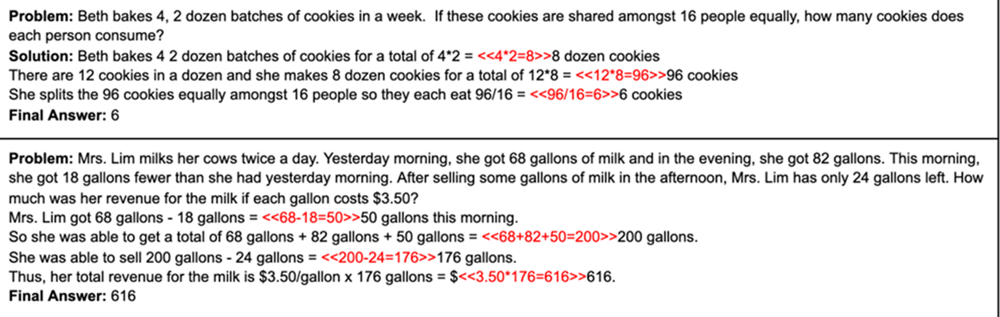 Problem: Beth bakes 4, 2 dozen batches of cookies in a week.  If these cookies are shared amongst 16 people equally, how many cookies does
each person consume?
Solution: Beth bakes 4 2 dozen batches of cookies for a total of 4*2 = <<4*2=8>>8 dozen cookies
There are 12 cookies in a dozen and she makes 8 dozen cookies for a total of 12*8 = <<12*8=96>>96 cookies
She splits the 96 cookies equally amongst 16 people so they each eat 96/16 = <<96/16=6>>6 cookies
Final Answer: 6
Problem: Mrs. Lim milks her cows twice a day. Yesterday morning, she got 68 gallons of milk and in the evening, she got 82 gallons. This morning,
she got 18 gallons fewer than she had yesterday morning. After selling some gallons of milk in the afternoon, Mrs. Lim has only 24 gallons left. How
much was her revenue for the milk if each gallon costs $3.50?
Mrs. Lim got 68 gallons - 18 gallons = <<68-18=50>>50 gallons this morning.
So she was able to get a total of 68 gallons + 82 gallons + 50 gallons = <<68+82+50=200>>200 gallons.
She was able to sell 200 gallons - 24 gallons = <<200-24=176>>176 gallons.
Thus, her total revenue for the milk is $3.50/gallon x 176 gallons = $<<3.50*176=616>>616.
Final Answer: 616